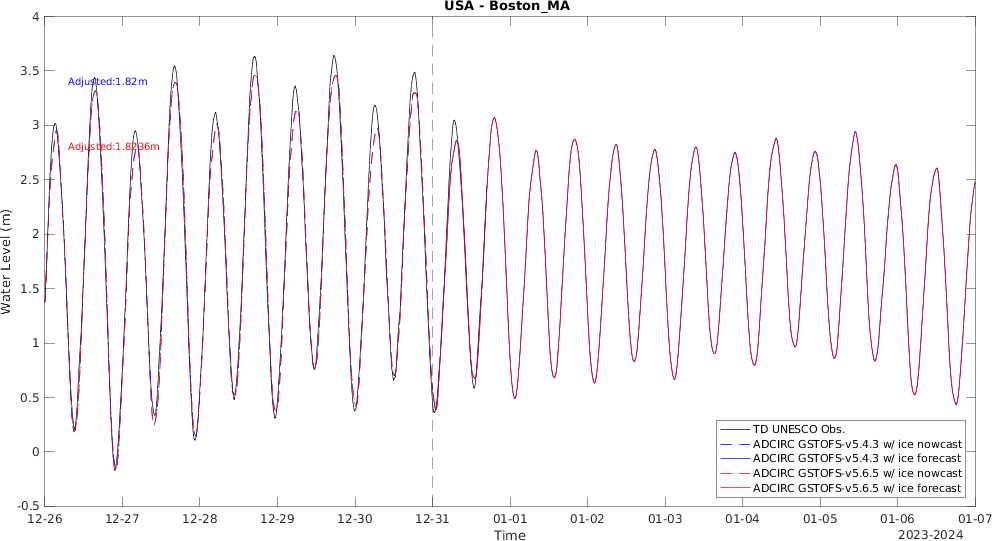 USA - Boston_MA
4
3.5
3
2.5
2
1.5
1
0.5
0
-0.5
Water Level (m)
Adjusted:1.82m
Adjusted:1.8236m
TD UNESCO Obs.
ADCIRC GSTOFS-v5.4.3 w/ ice nowcast
ADCIRC GSTOFS-v5.4.3 w/ ice forecast
ADCIRC GSTOFS-v5.6.5 w/ ice nowcast
ADCIRC GSTOFS-v5.6.5 w/ ice forecast
12-26 12-27 12-28 12-29 12-30 12-31 01-01 01-02 01-03 01-04 01-05 01-06 01-07
Time
2023-2024